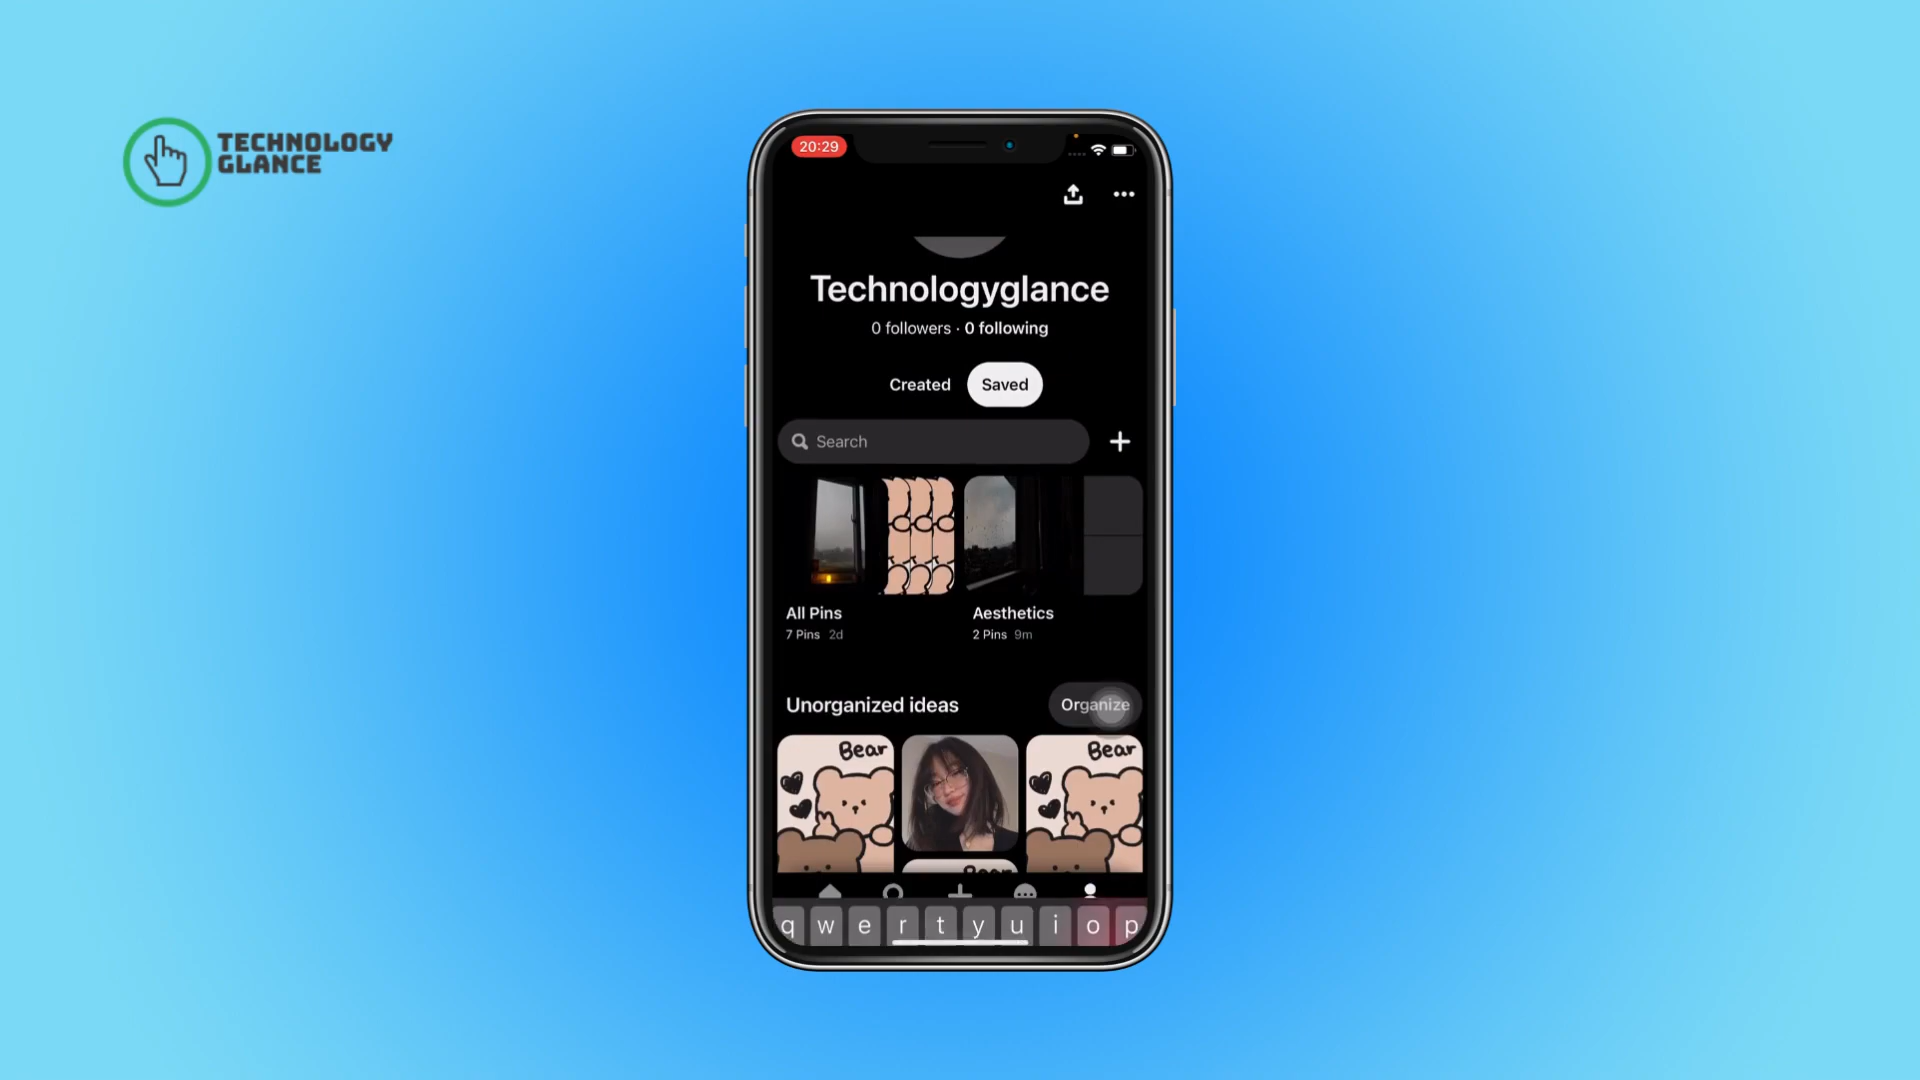 TECHNOLOGY
GLANCE
20:29
Technologyglance
0 followers · 0 following
Created Saved
Search
All Pins
7 Pins 2d
Aesthetics
2 Pins 9m
Unorganized ideas
Organize
Bear
Bear
Bear
q w e r t y u i o p